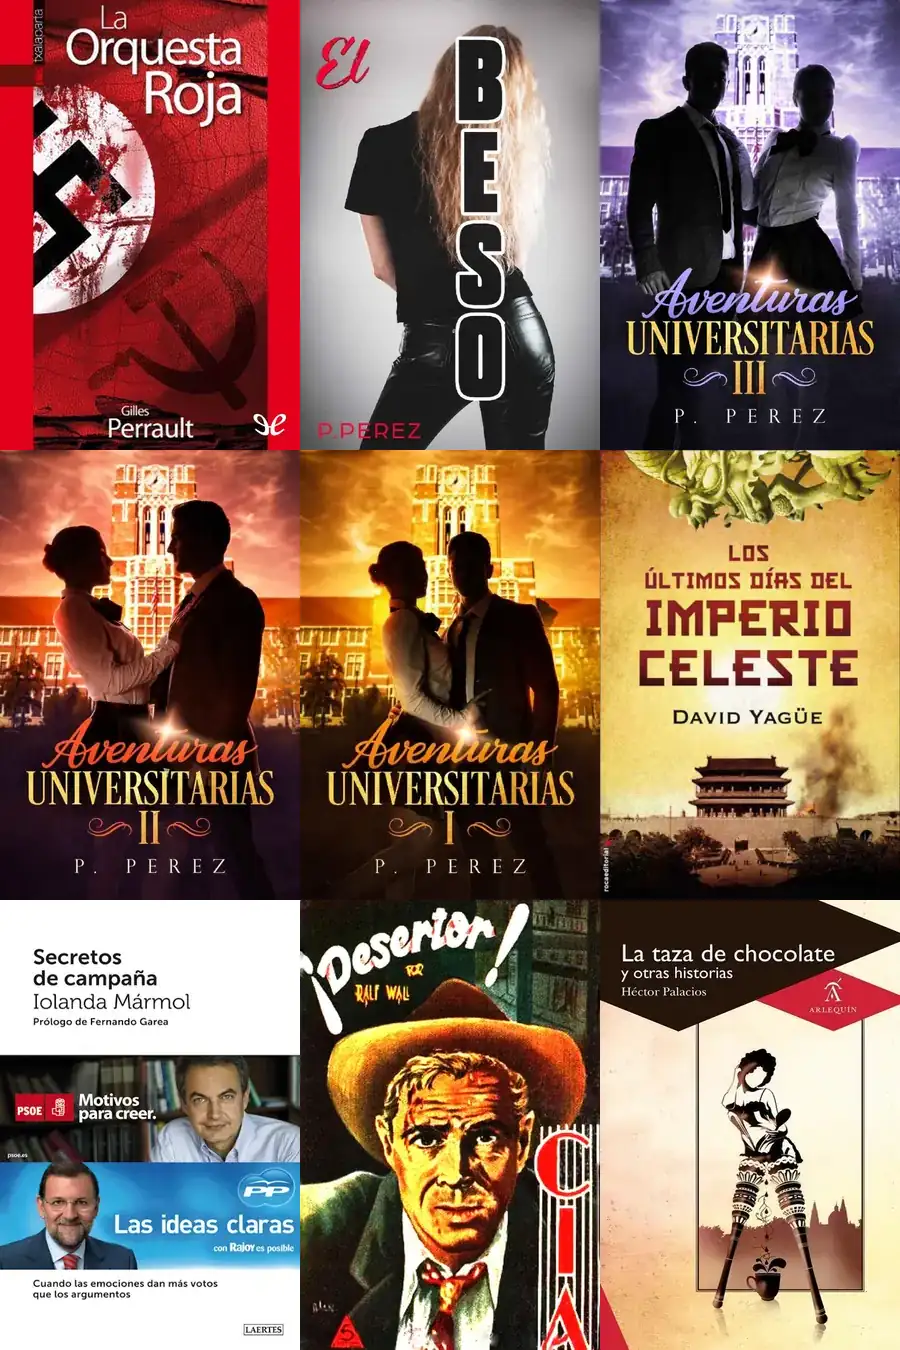 txalaparta
La
Orquesta
Roja
Gilles
Perrault
El
BESO
P.PEREZ
Aventuras
UNIVERSITARIAS
III
P. PEREZ
Aventuras
UNIVERSITARIAS
II
P. PEREZ
Aventuras
UNIVERSITARIAS
I
P. PEREZ
LOS
ÚLTIMOS DÍAS DEL
IMPERIO
CELESTE
DAVID YAGÜE
rocaeditorial
Secretos
de campaña
Iolanda Mármol
Prólogo de Fernando Garea
PSOE
Motivos
para creer.
psoe.es
PP
Las ideas claras
con Rajoy es posible
Cuando las emociones dan más votos
que los argumentos
LAERTES
¡Desertor!
POR
RALF WALL
CIA
5
La taza de chocolate
y otras historias
Héctor Palacios
ARLEQUÍN